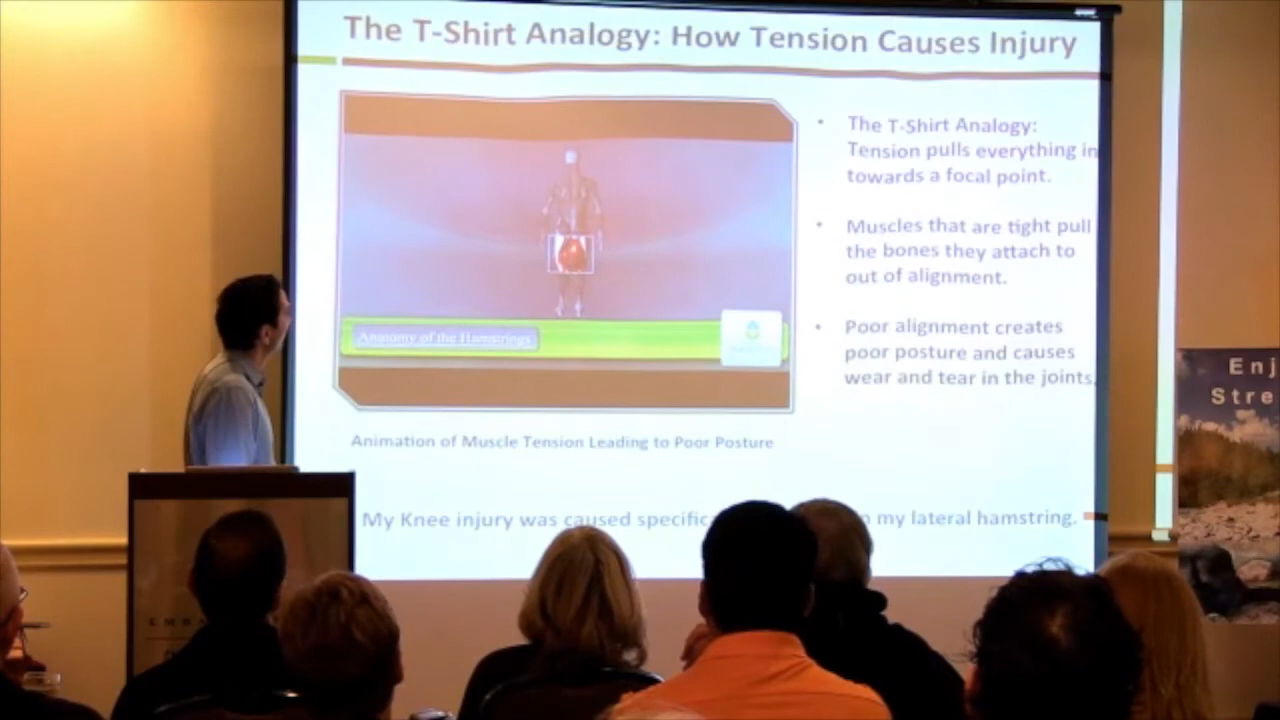 The T-Shirt Analogy: How Tension Causes Injury
• The T-Shirt Analogy:
Tension pulls everything in
towards a focal point.
• Muscles that are tight pull
the bones they attach to
out of alignment.
• Poor alignment creates
poor posture and causes
wear and tear in the joints.
Anatomy of the Hamstrings
Animation of Muscle Tension Leading to Poor Posture
My Knee injury was caused my lateral hamstring.
Enj
Stre
EMBA